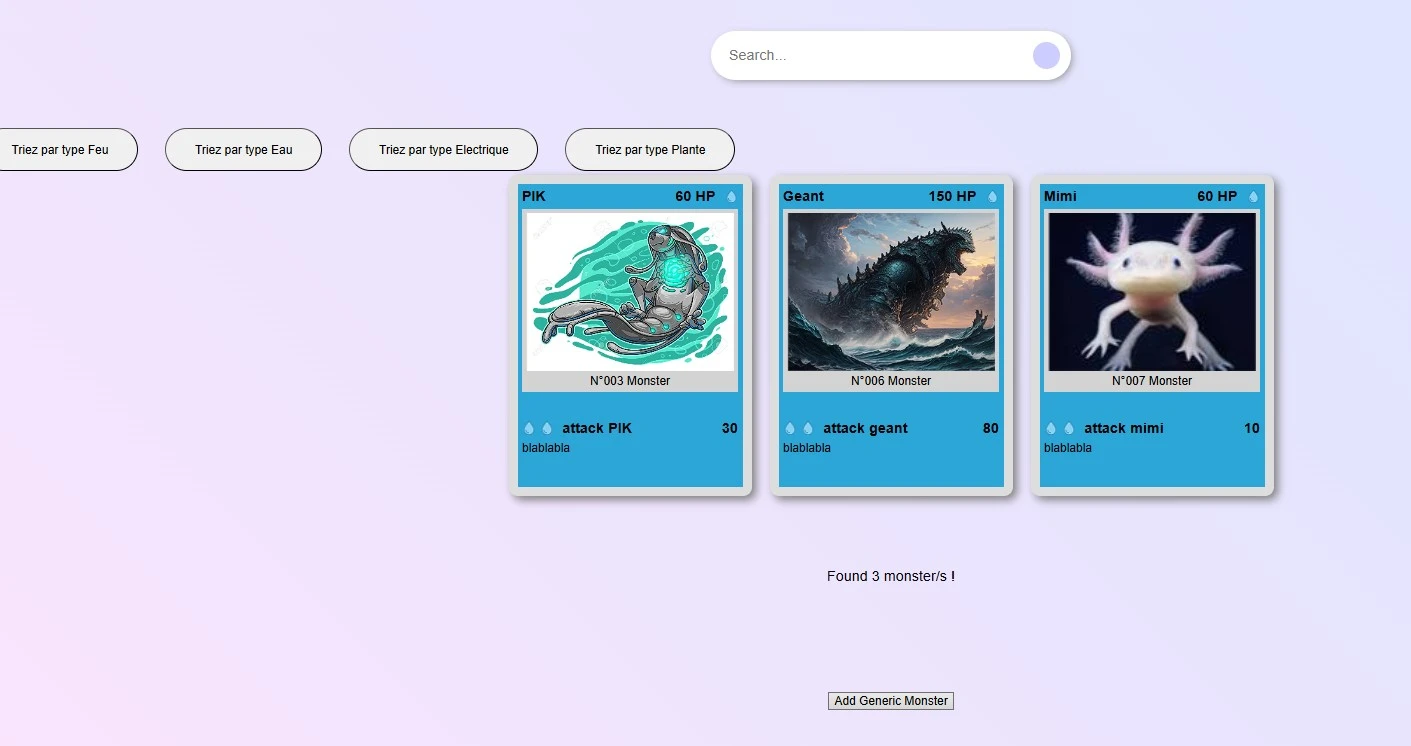 Search...
Triez par type Feu
Triez par type Eau
Triez par type Electrique
Triez par type Plante
PIK 60 HP
N°003 Monster
attack PIK 30
blablabla
Geant 150 HP
N°006 Monster
attack geant 80
blablabla
Mimi 60 HP
N°007 Monster
attack mimi 10
blablabla
Found 3 monster/s !
Add Generic Monster